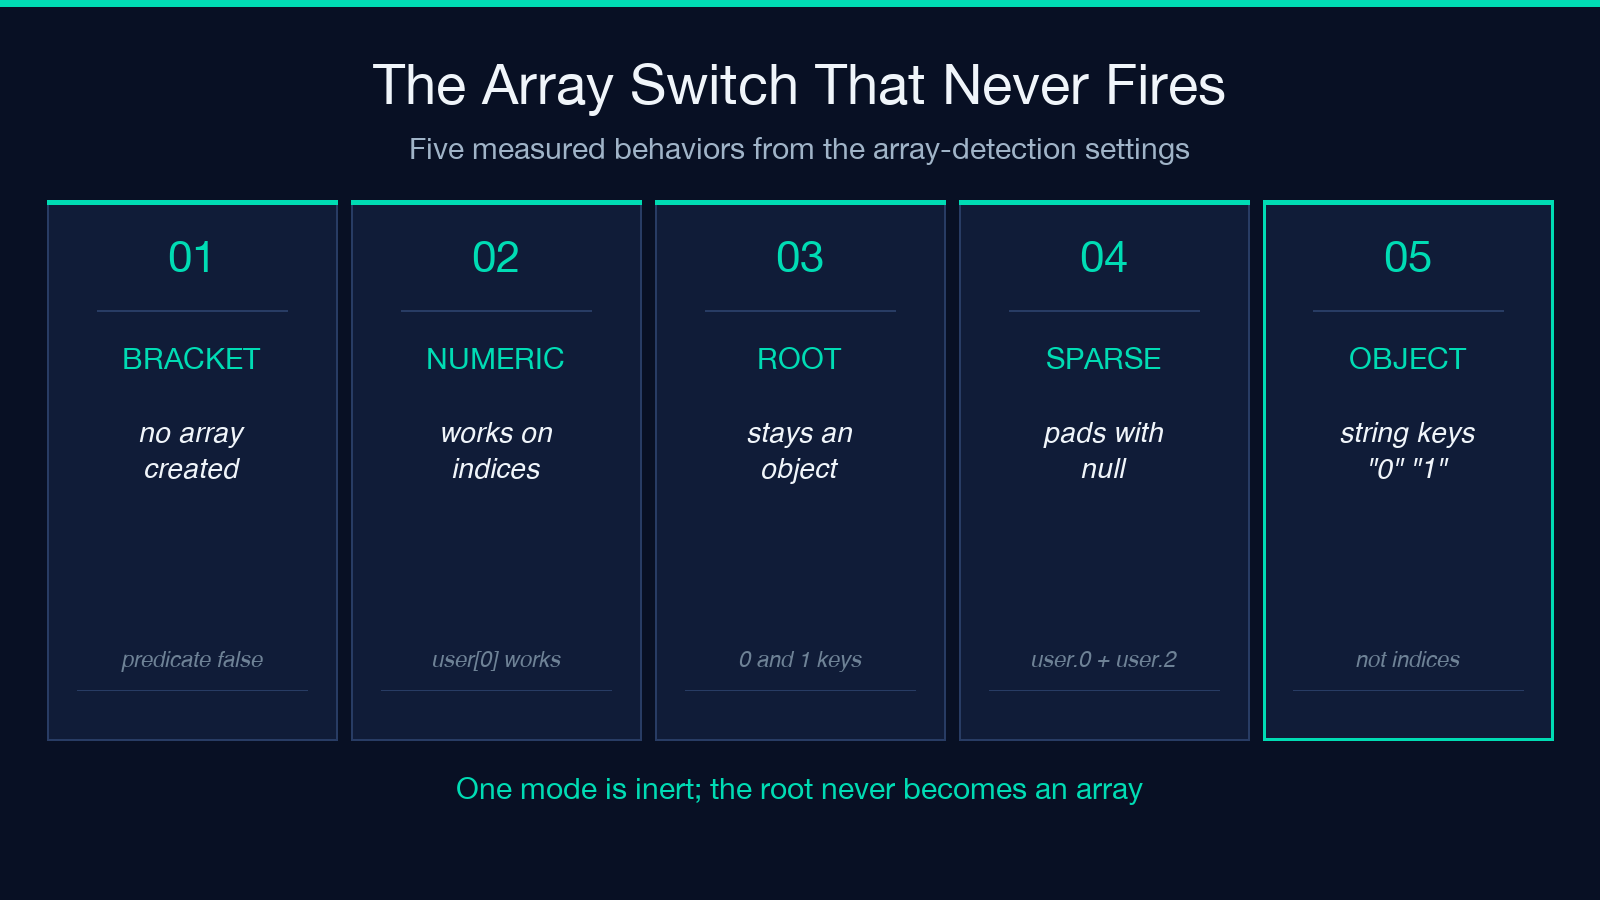 The Array Switch That Never Fires
Five measured behaviors from the array-detection settings
01
BRACKET
no array
created
predicate false
02
NUMERIC
works on
indices
user[0] works
03
ROOT
stays an
object
0 and 1 keys
04
SPARSE
pads with
null
user.0 + user.2
05
OBJECT
string keys
"0" "1"
not indices
One mode is inert; the root never becomes an array